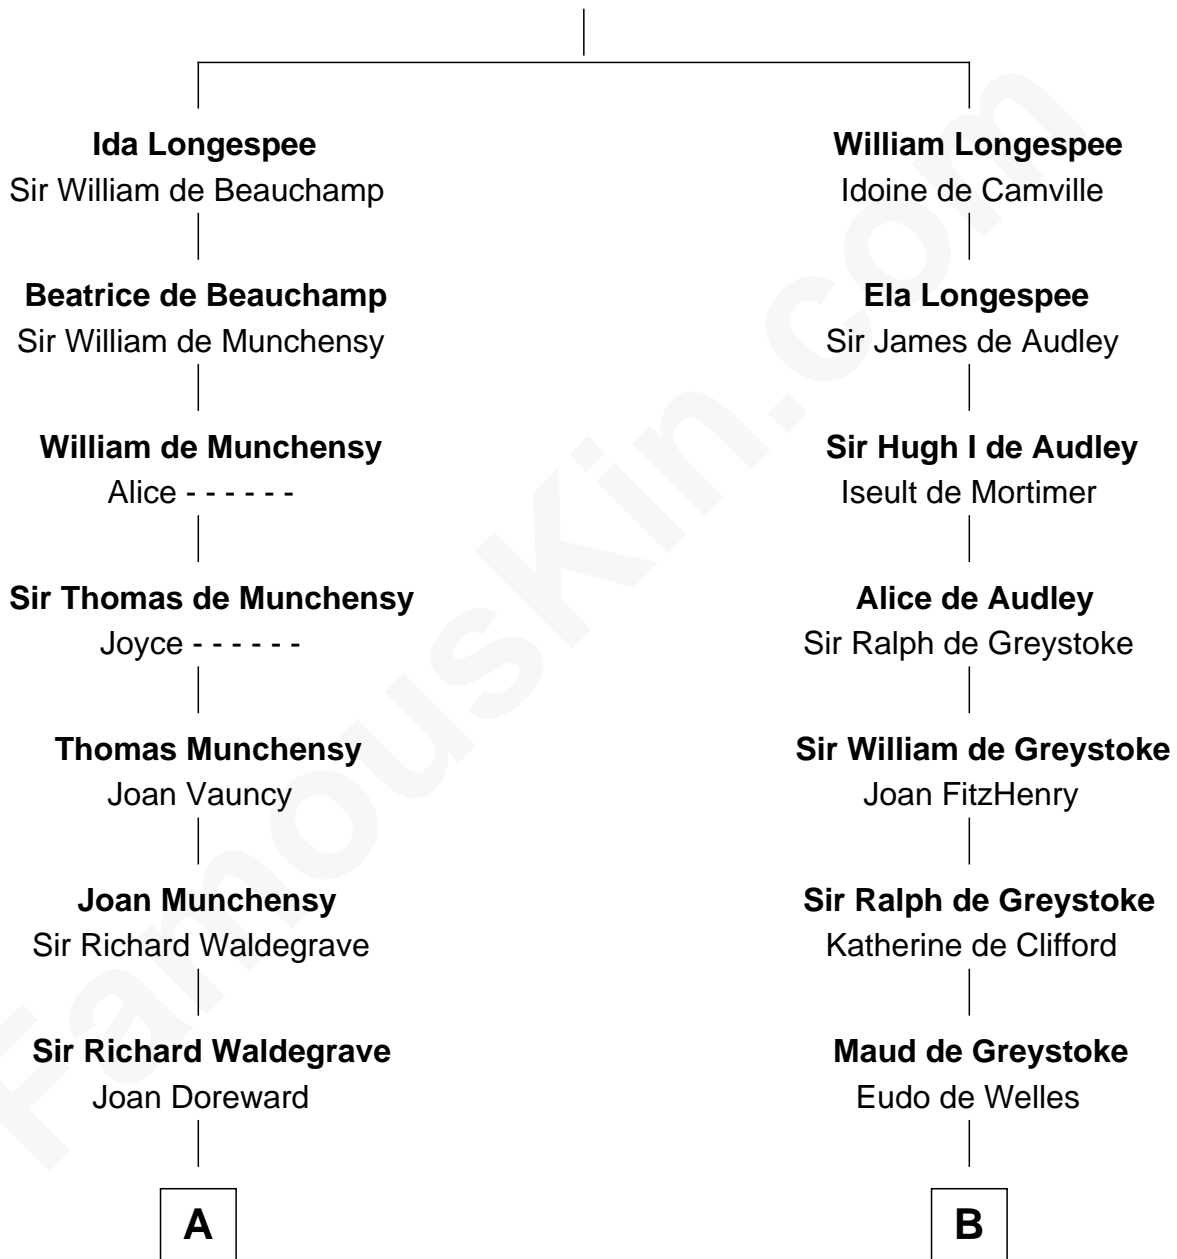 Ida Longespee
Sir William de Beauchamp
Beatrice de Beauchamp
Sir William de Munchensy
William de Munchensy
Alice - - - - - -
Sir Thomas de Munchensy
Joyce - - - - - -
Thomas Munchensy
Joan Vauncy
Joan Munchensy
Sir Richard Waldegrave
Sir Richard Waldegrave
Joan Doreward
A
William Longespee
Idoine de Camville
Ela Longespee
Sir James de Audley
Sir Hugh I de Audley
Iseult de Mortimer
Alice de Audley
Sir Ralph de Greystoke
Sir William de Greystoke
Joan FitzHenry
Sir Ralph de Greystoke
Katherine de Clifford
Maud de Greystoke
Eudo de Welles
B
FamousKin.com